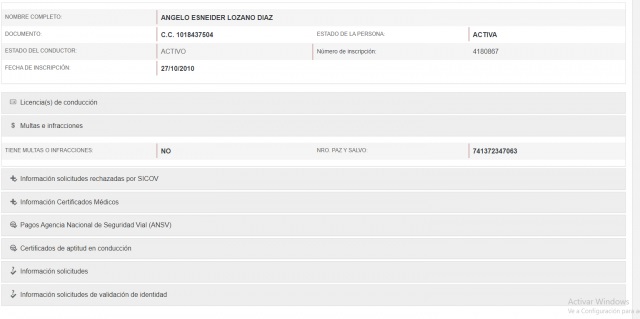 NOMBRE COMPLETO: ANGELO ESNEIDER LOZANO DIAZ
DOCUMENTO: C.C. 1018437504 ESTADO DE LA PERSONA: ACTIVA
ESTADO DEL CONDUCTOR: ACTIVO Número de inscripción: 4180867
FECHA DE INSCRIPCIÓN: 27/10/2010
Licencia(s) de conducción
$ Multas e infracciones
TIENE MULTAS O INFRACCIONES: NO NRO. PAZ Y SALVO: 741372347063
Información solicitudes rechazadas por SICOV
Información Certificados Médicos
Pagos Agencia Nacional de Seguridad Vial (ANSV)
Certificados de aptitud en conducción
Información solicitudes
Información solicitudes de validación de identidad
Activar Windows
Ve a Configuración para